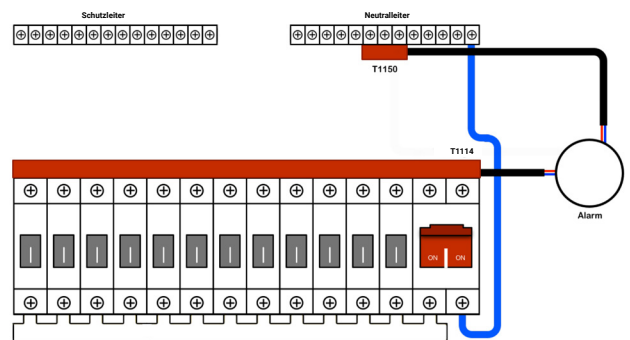 Schutzleiter
Neutralleiter
T1150
T1114
Alarm
ON ON